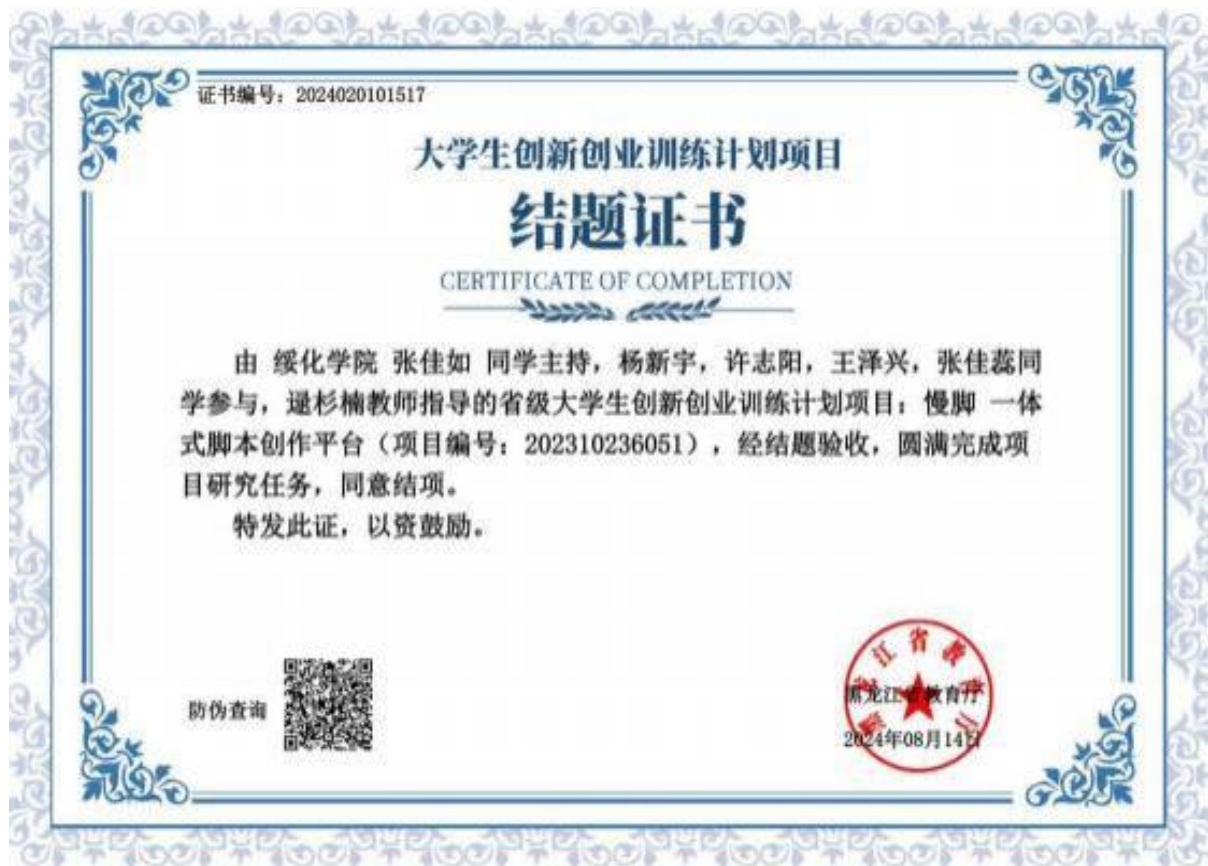 证书编号：2024020101517
大学生创新创业训练计划项目
结题证书
CERTIFICATE OF COMPLETION
由 绥化学院 张佳如 同学主持，杨新宇，许志阳，王泽兴，张佳蕊同
学参与，逯杉楠教师指导的省级大学生创新创业训练计划项目：慢脚 一体
式脚本创作平台（项目编号：202310236051），经结题验收，圆满完成项
目研究任务，同意结项。
特发此证，以资鼓励。
防伪查询
黑龙江省教育厅
黑龙江省教育厅
2024年08月14日